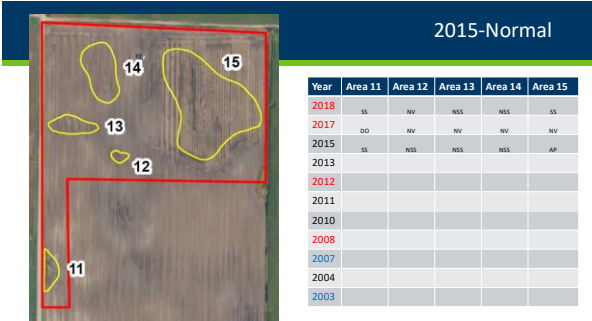 2015-Normal
14
15
13
12
11
Year Area 11 Area 12 Area 13 Area 14 Area 15
2018 SS NV NSS NSS SS
2017 DO NV NV NV NV
2015 SS NSS NSS NSS AP
2013
2012
2011
2010
2008
2007
2004
2003